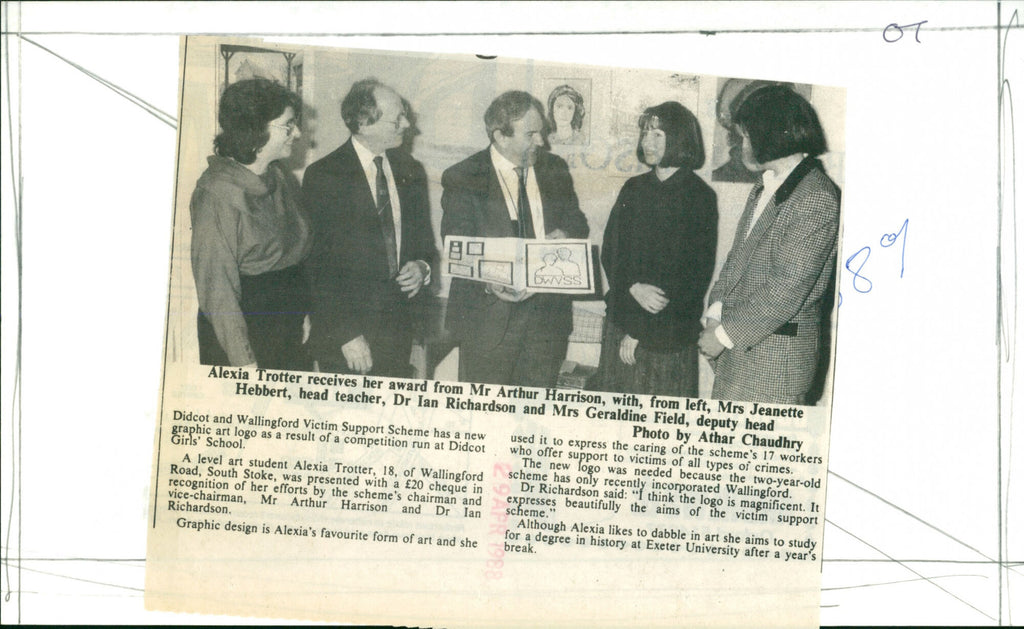 OT
89
DWVSS
Alexia Trotter receives her award from Mr Arthur Harrison, with, from left, Mrs Jeanette
Hebbert, head teacher, Dr Ian Richardson and Mrs Geraldine Field, deputy head
Photo by Athar Chaudhry
Didcot and Wallingford Victim Support Scheme has a new
graphic art logo as a result of a competition run at Didcot
Girls' School.
A level art student Alexia Trotter, 18, of Wallingford
Road, South Stoke, was presented with a £20 cheque in
recognition of her efforts by the scheme's chairman and
vice-chairman, Mr Arthur Harrison and Dr Ian
Richardson.
Graphic design is Alexia's favourite form of art and she
used it to express the caring of the scheme's 17 workers
who offer support to victims of all types of crimes.
The new logo was needed because the two-year-old
scheme has only recently incorporated Wallingford.
Dr Richardson said: "I think the logo is magnificent. It
expresses beautifully the aims of the victim support
scheme."
Although Alexia likes to dabble in art she aims to study
for a degree in history at Exeter University after a year's
break.
29 APR 1988